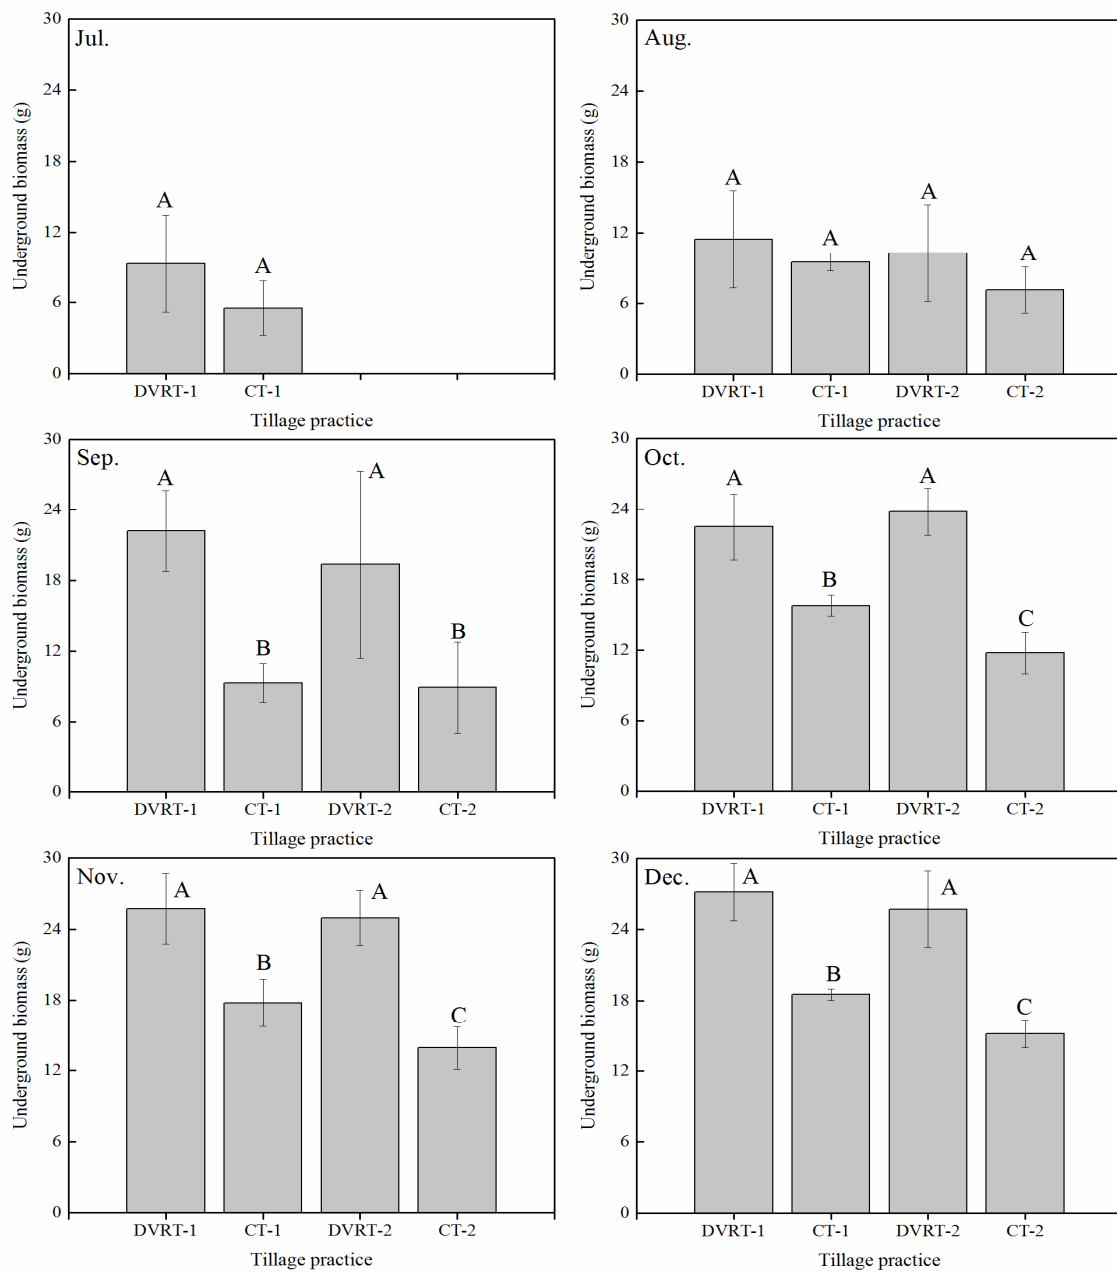 Jul.
30
24
18
12
6
0
Underground biomass (g)
A
A
DVRT-1 CT-1
Tillage practice
Aug.
30
24
18
12
6
0
Underground biomass (g)
A
A
A
A
DVRT-1 CT-1 DVRT-2 CT-2
Tillage practice
Sep.
30
24
18
12
6
0
Underground biomass (g)
A
B
A
B
DVRT-1 CT-1 DVRT-2 CT-2
Tillage practice
Oct.
30
24
18
12
6
0
Underground biomass (g)
A
B
A
C
DVRT-1 CT-1 DVRT-2 CT-2
Tillage practice
Nov.
30
24
18
12
6
0
Underground biomass (g)
A
B
A
C
DVRT-1 CT-1 DVRT-2 CT-2
Tillage practice
Dec.
30
24
18
12
6
0
Underground biomass (g)
A
B
A
C
DVRT-1 CT-1 DVRT-2 CT-2
Tillage practice